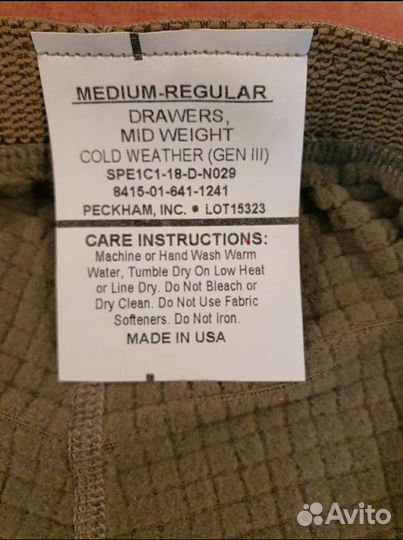 MEDIUM-REGULAR
DRAWERS,
MID WEIGHT
COLD WEATHER (GEN III)
SPE1C1-18-D-N029
8415-01-641-1241
PECKHAM, INC. • LOT15323
CARE INSTRUCTIONS:
Machine or Hand Wash Warm
Water, Tumble Dry On Low Heat
or Line Dry. Do Not Bleach or
Dry Clean. Do Not Use Fabric
Softeners. Do Not Iron.
MADE IN USA
Avito